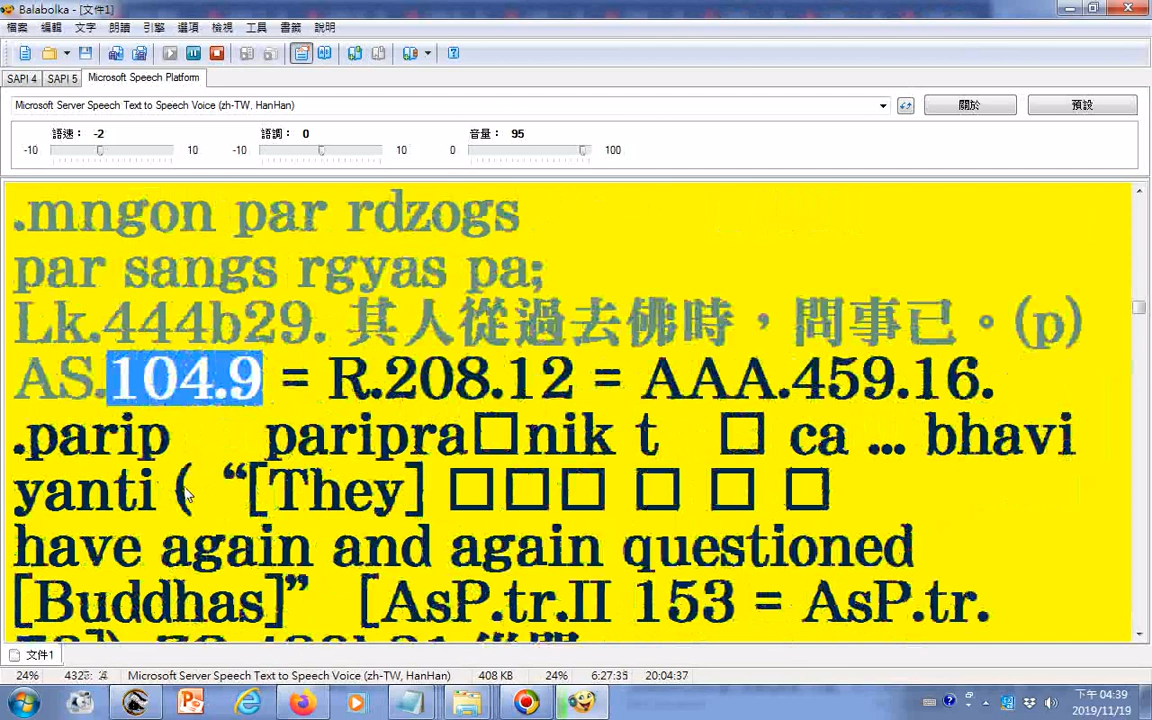 Balabolka - [文件1]
檔案 編輯 文字 朗讀 引擎 選項 檢視 工具 書籤 說明
SAPI 4 SAPI 5 Microsoft Speech Platform
Microsoft Server Speech Text to Speech Voice (zh-TW, HanHan) 關於 預設
語速： -2 語調： 0 音量： 95
-10 10 -10 10 0 100
.mngon par rdzogs
par sangs rgyas pa;
Lk.444b29. 其人從過去佛時，問事已。(p)
AS.104.9 = R.208.12 = AAA.459.16.
.parip paripra□nik t □ ca ... bhavi
yanti ( “[They] □□□ □ □ □
have again and again questioned
[Buddhas]” [AsP.tr.II 153 = AsP.tr.
文件1
24% Microsoft Server Speech Text to Speech Voice (zh-TW, HanHan) 408 KB 24% 6:27:35 20:04:37
下午 04:39
2019/11/19